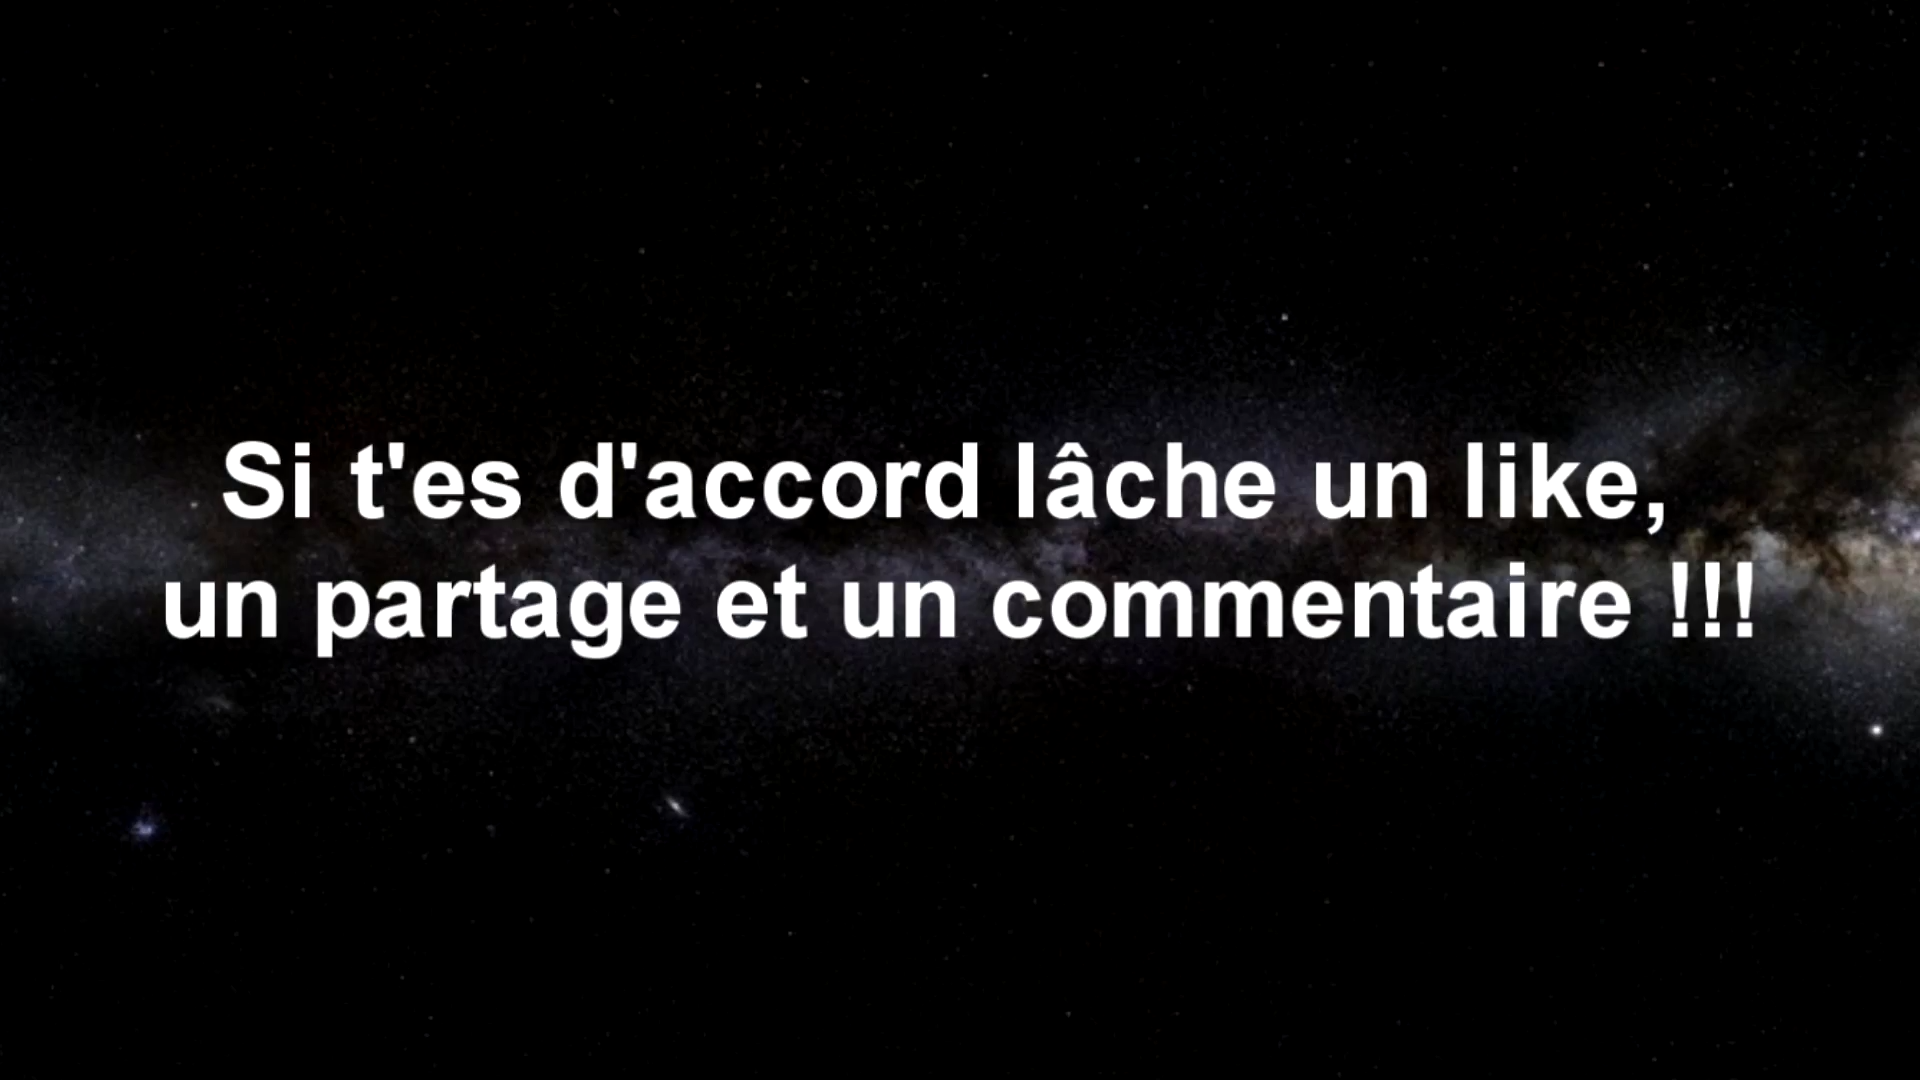 Si t'es d'accord lâche un like,
un partage et un commentaire !!!